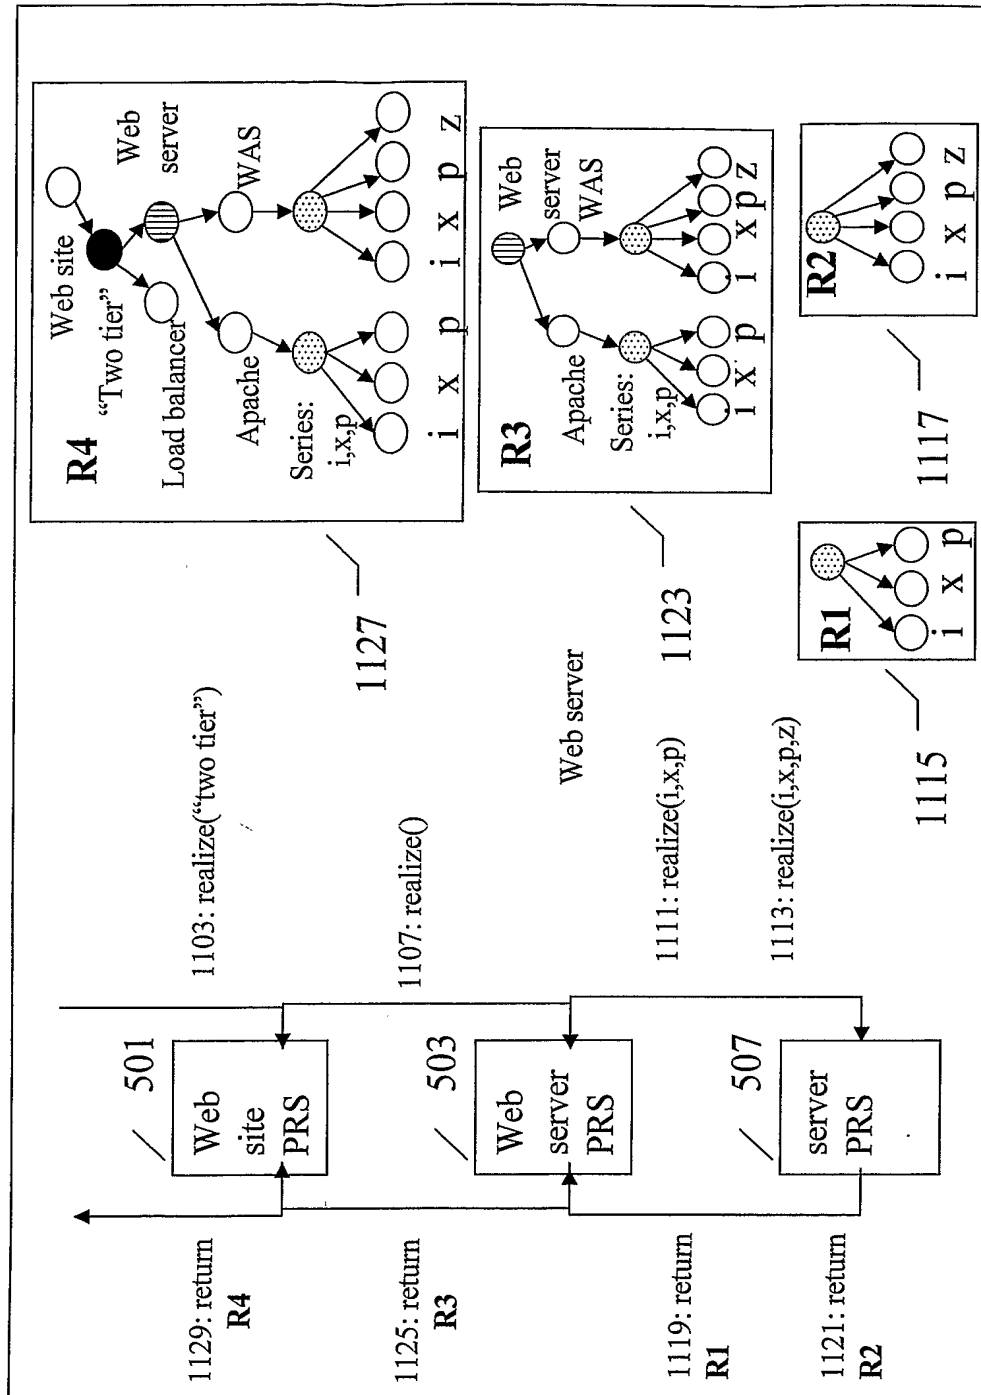 1129: return
R4
1125: return
R3
1119: return
R1
1121: return
R2
501
Web
site
PRS
503
Web
server
PRS
507
server
PRS
1103: realize("two tier")
1107: realize()
Web server
1111: realize(i,x,p)
1113: realize(i,x,p,z)
1127
R4
Web site
"Two tier"
Load balancer
Web
server
Apache
WAS
Series:
i,x,p
i x p i x p z
1123
R3
Web
server
Apache
WAS
Series:
i,x,p
i x p i x p z
1115
R1
i x p
1117
R2
i x p z